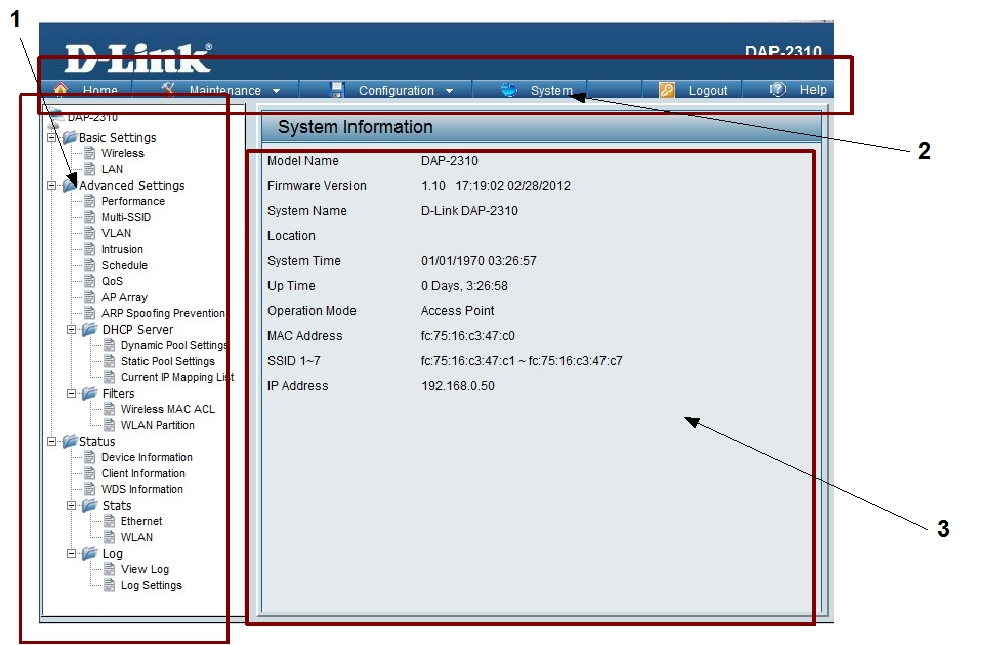 1
D-Link®
DAP-2310
Home Maintenance Configuration System Logout Help
2
3
DAP-2310
Basic Settings
Wireless
LAN
Advanced Settings
Performance
Multi-SSID
VLAN
Intrusion
Schedule
QoS
AP Array
ARP Spoofing Prevention
DHCP Server
Dynamic Pool Settings
Static Pool Settings
Current IP Mapping List
Filters
Wireless MAC ACL
WLAN Partition
Status
Device Information
Client Information
WDS Information
Stats
Ethernet
WLAN
Log
View Log
Log Settings
System Information
Model Name DAP-2310
Firmware Version 1.10 17:19:02 02/28/2012
System Name D-Link DAP-2310
Location
System Time 01/01/1970 03:26:57
Up Time 0 Days, 3:26:58
Operation Mode Access Point
MAC Address fc:75:16:c3:47:c0
SSID 1~7 fc:75:16:c3:47:c1 ~ fc:75:16:c3:47:c7
IP Address 192.168.0.50